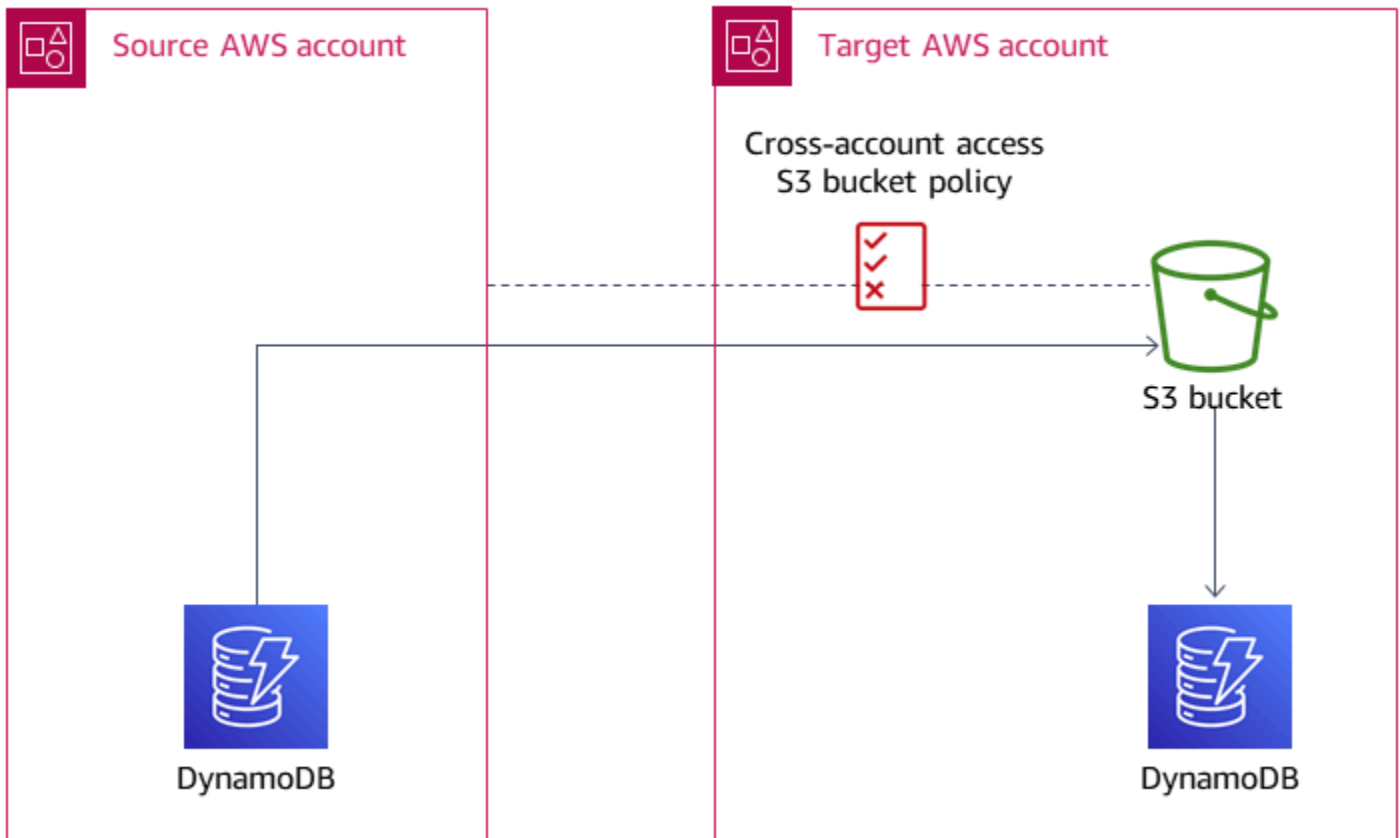 Source AWS account
Target AWS account
Cross-account access
S3 bucket policy
S3 bucket
DynamoDB
DynamoDB